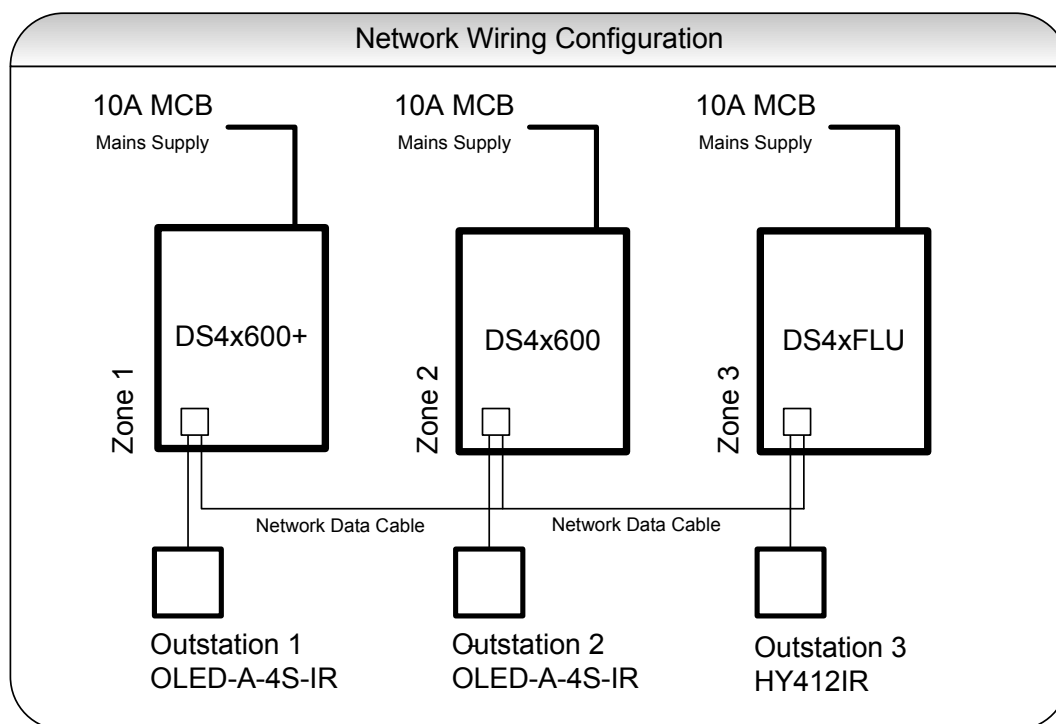 Network Wiring Configuration
10A MCB
Mains Supply
10A MCB
Mains Supply
10A MCB
Mains Supply
DS4x600+
DS4x600
DS4xFLU
Zone 1
Zone 2
Zone 3
Network Data Cable
Network Data Cable
Outstation 1
OLED-A-4S-IR
Outstation 2
OLED-A-4S-IR
Outstation 3
HY412IR